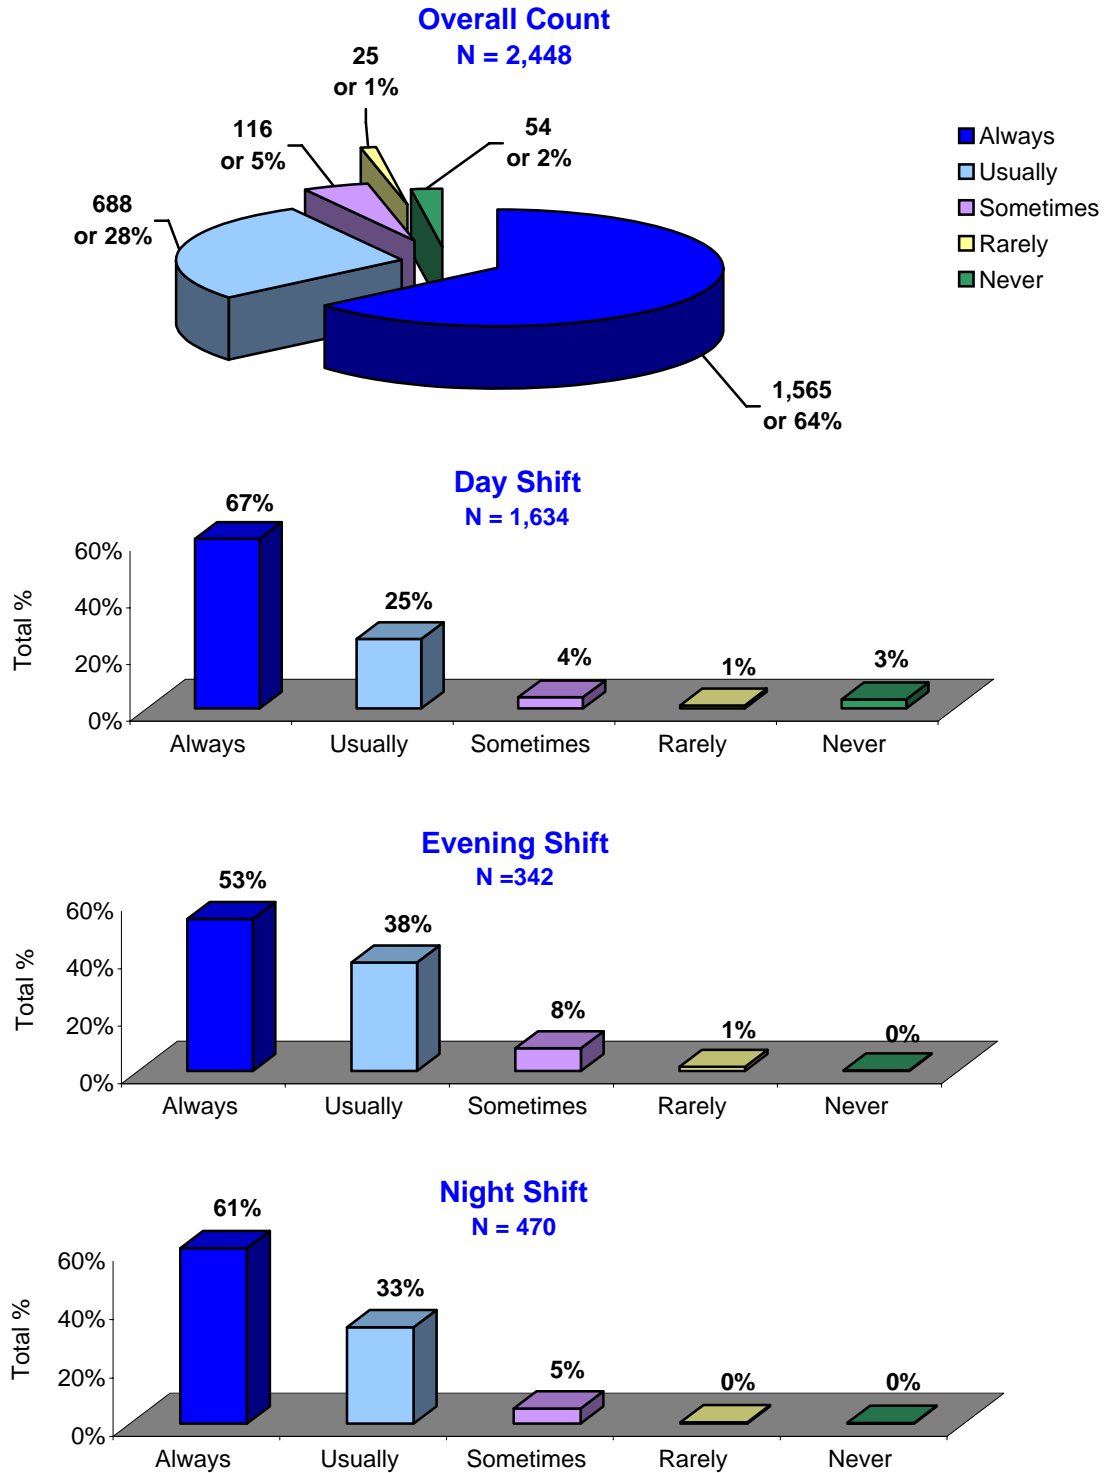 Overall Count
N = 2,448
25
or 1%
116
or 5%
54
or 2%
688
or 28%
1,565
or 64%
Always
Usually
Sometimes
Rarely
Never
Day Shift
N = 1,634
Total %
60%
40%
20%
0%
67%
25%
4%
1%
3%
Always
Usually
Sometimes
Rarely
Never
Evening Shift
N =342
Total %
60%
40%
20%
0%
53%
38%
8%
1%
0%
Always
Usually
Sometimes
Rarely
Never
Night Shift
N = 470
Total %
60%
40%
20%
0%
61%
33%
5%
0%
0%
Always
Usually
Sometimes
Rarely
Never